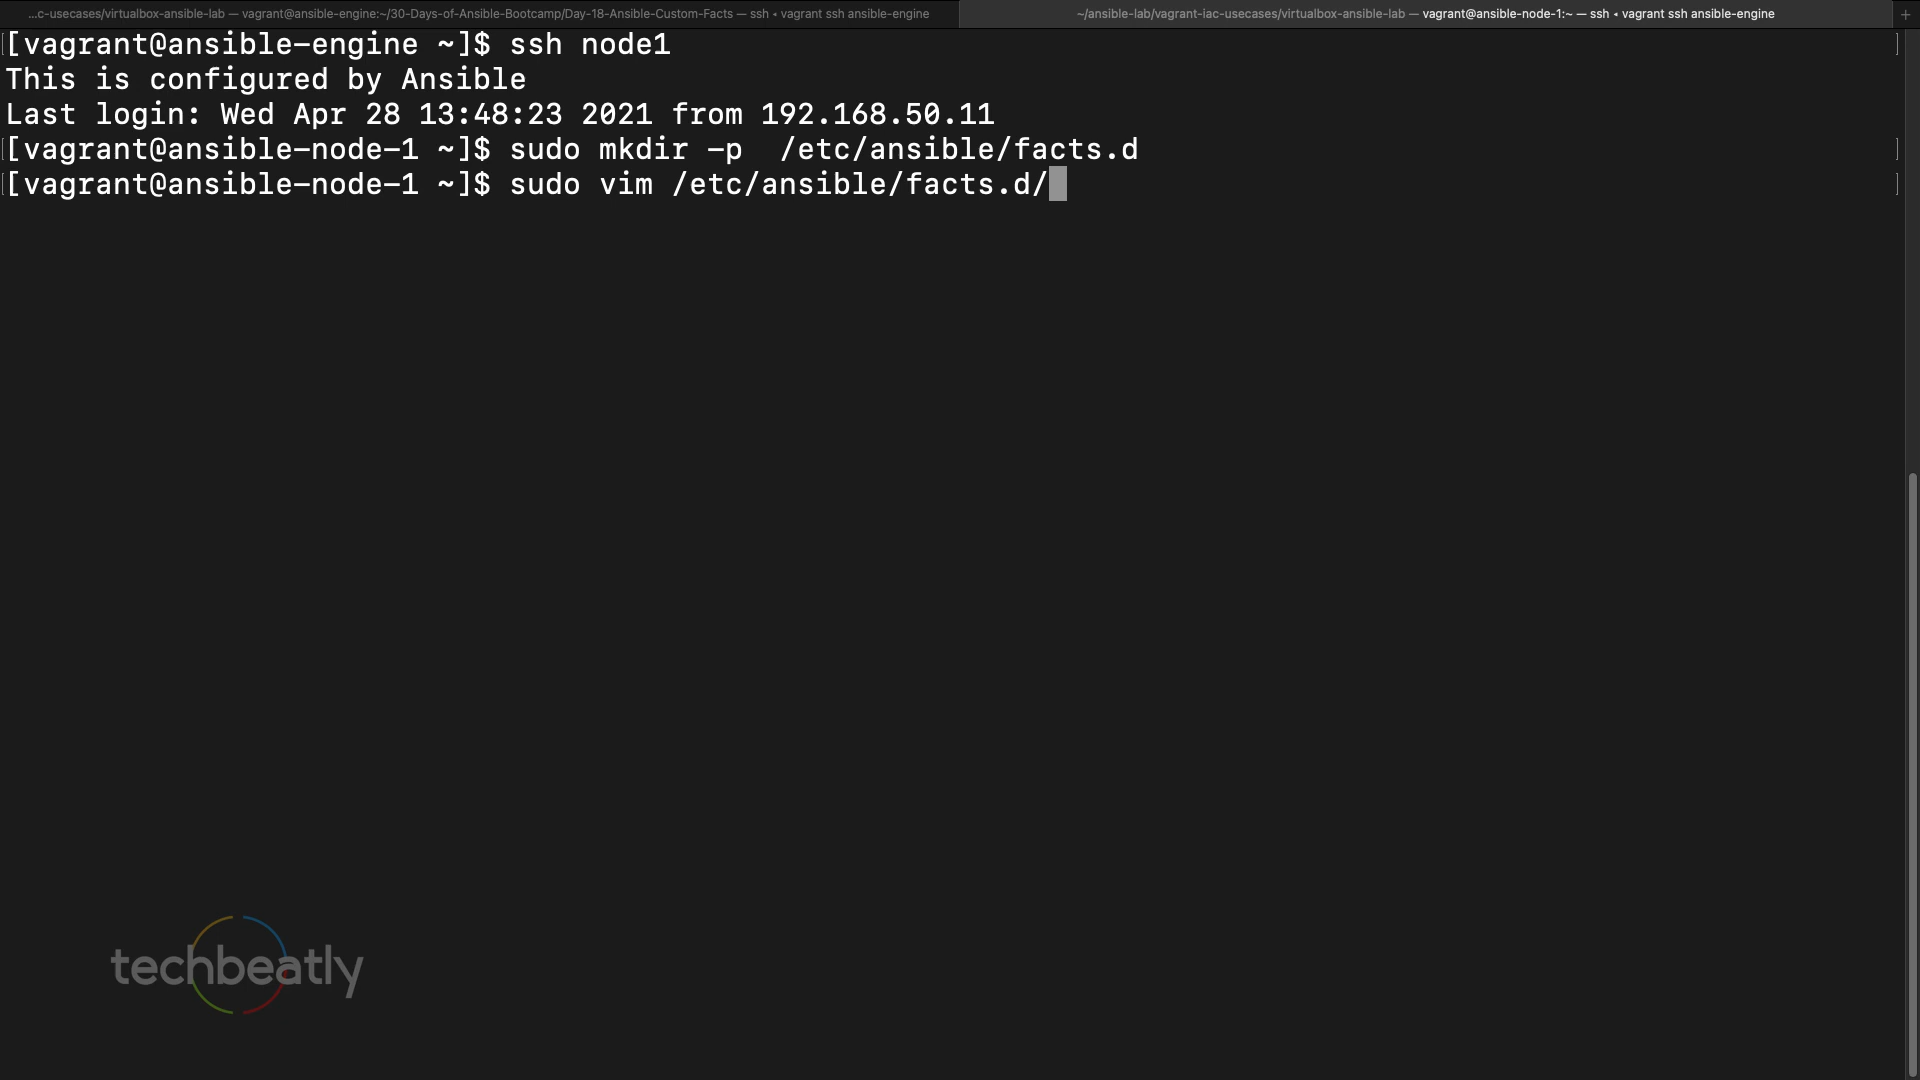 ...c-usecases/virtualbox-ansible-lab — vagrant@ansible-engine:~/30-Days-of-Ansible-Bootcamp/Day-18-Ansible-Custom-Facts — ssh ◂ vagrant ssh ansible-engine
~/ansible-lab/vagrant-iac-usecases/virtualbox-ansible-lab — vagrant@ansible-node-1:~ — ssh ◂ vagrant ssh ansible-engine
[vagrant@ansible-engine ~]$ ssh node1
This is configured by Ansible
Last login: Wed Apr 28 13:48:23 2021 from 192.168.50.11
[vagrant@ansible-node-1 ~]$ sudo mkdir -p  /etc/ansible/facts.d
[vagrant@ansible-node-1 ~]$ sudo vim /etc/ansible/facts.d/
techbeatly